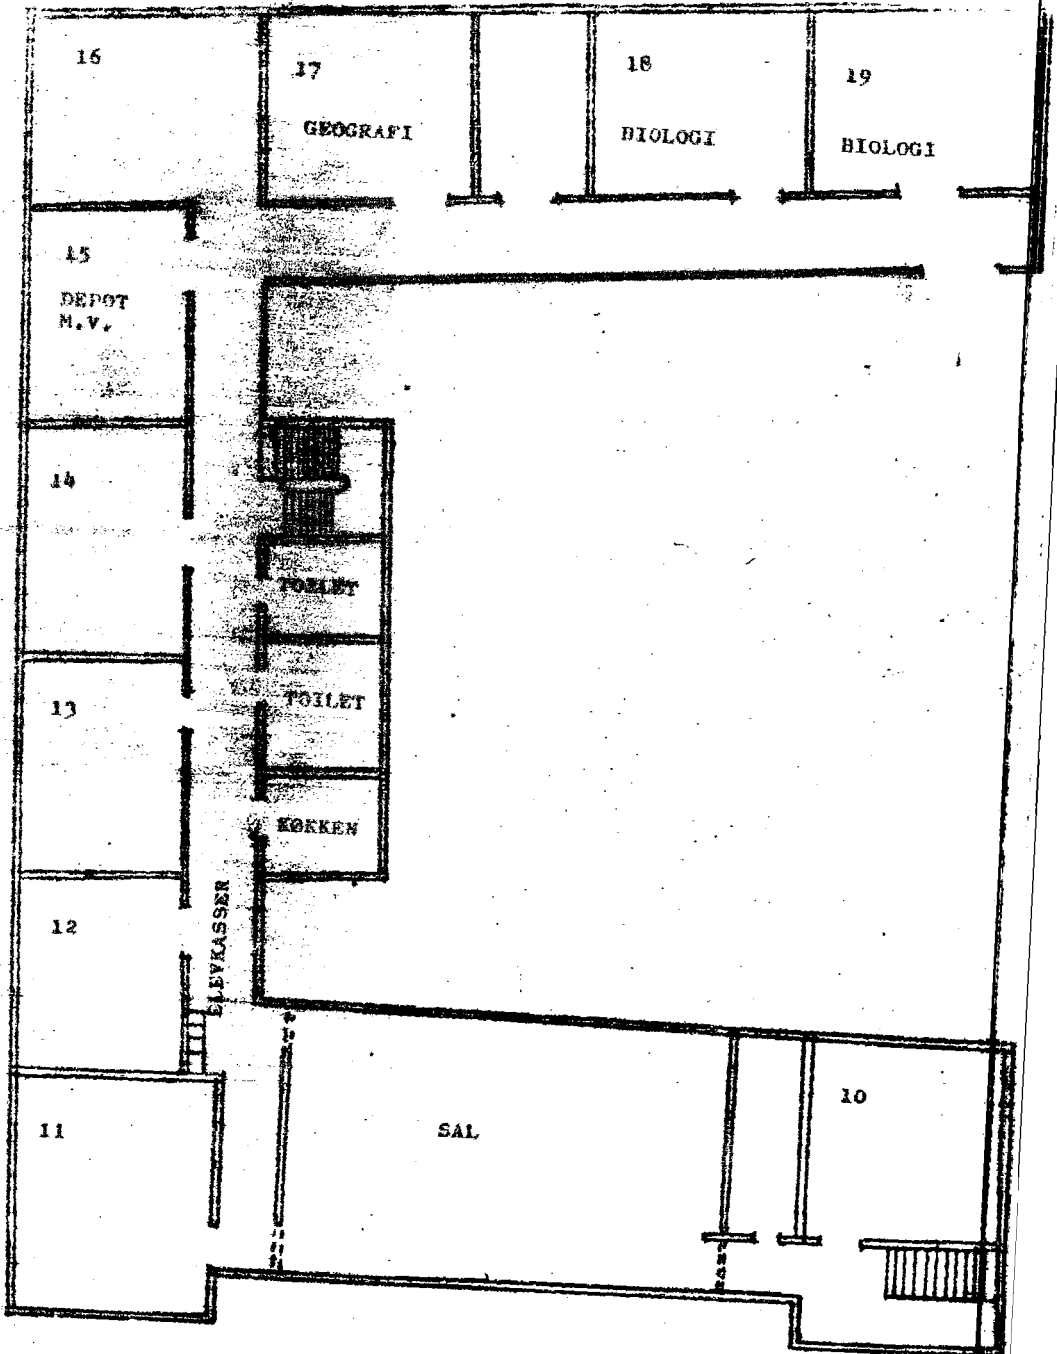 16
17
GEOGRAFI
18
BIOLOGI
19
BIOLOGI
15
DEPOT
M.V.
14
TOILET
13
TOILET
KØKKEN
12
ELEVKASSER
11
SAL
10